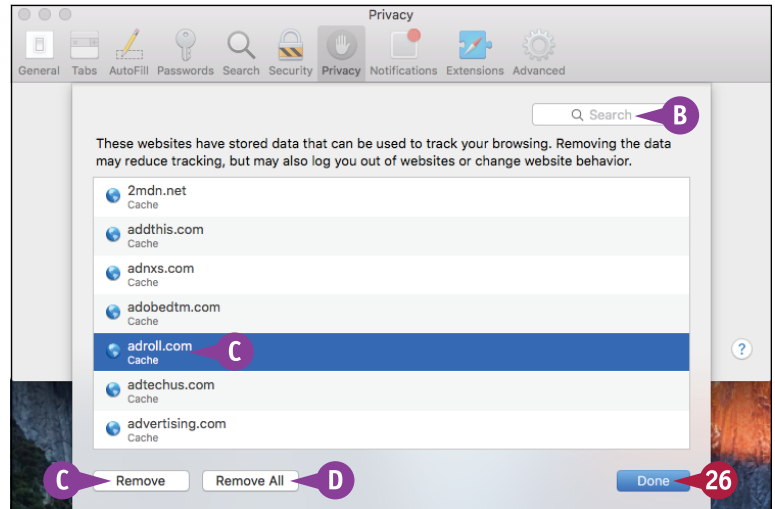 Privacy
General Tabs AutoFill Passwords Search Security Privacy Notifications Extensions Advanced
Search B
These websites have stored data that can be used to track your browsing. Removing the data
may reduce tracking, but may also log you out of websites or change website behavior.
2mdn.net
Cache
addthis.com
Cache
adnxs.com
Cache
adobedtm.com
Cache
adroll.com C
Cache
?
adtechus.com
Cache
advertising.com
Cache
C Remove Remove All D Done 26